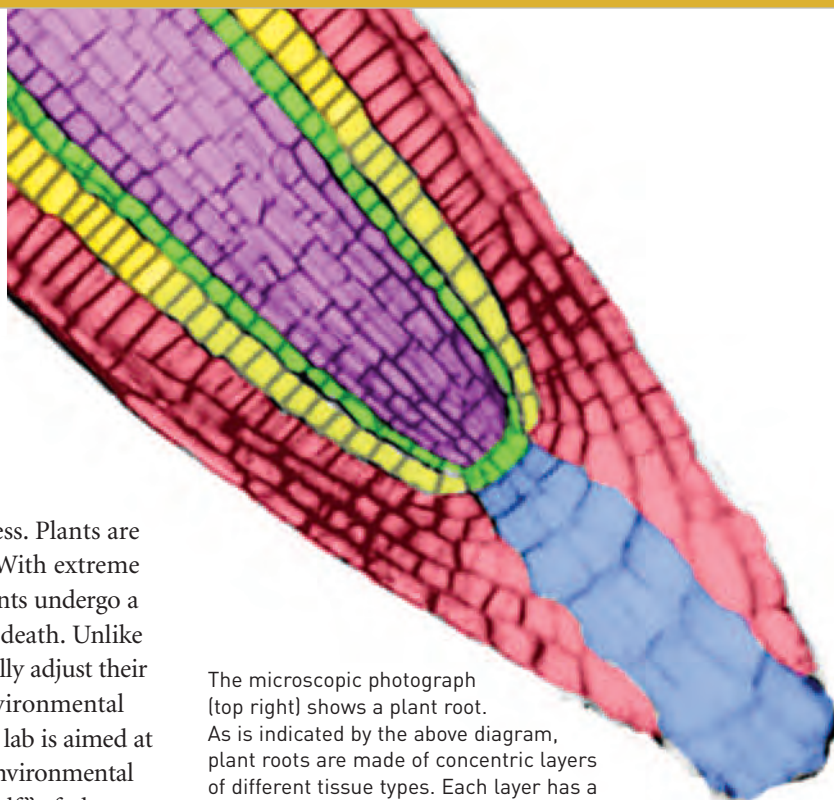 ess. Plants are
With extreme
nts undergo a
death. Unlike
lly adjust their
vironmental
lab is aimed at
nvironmental
The microscopic photograph
(top right) shows a plant root.
As is indicated by the above diagram,
plant roots are made of concentric layers
of different tissue types. Each layer has a